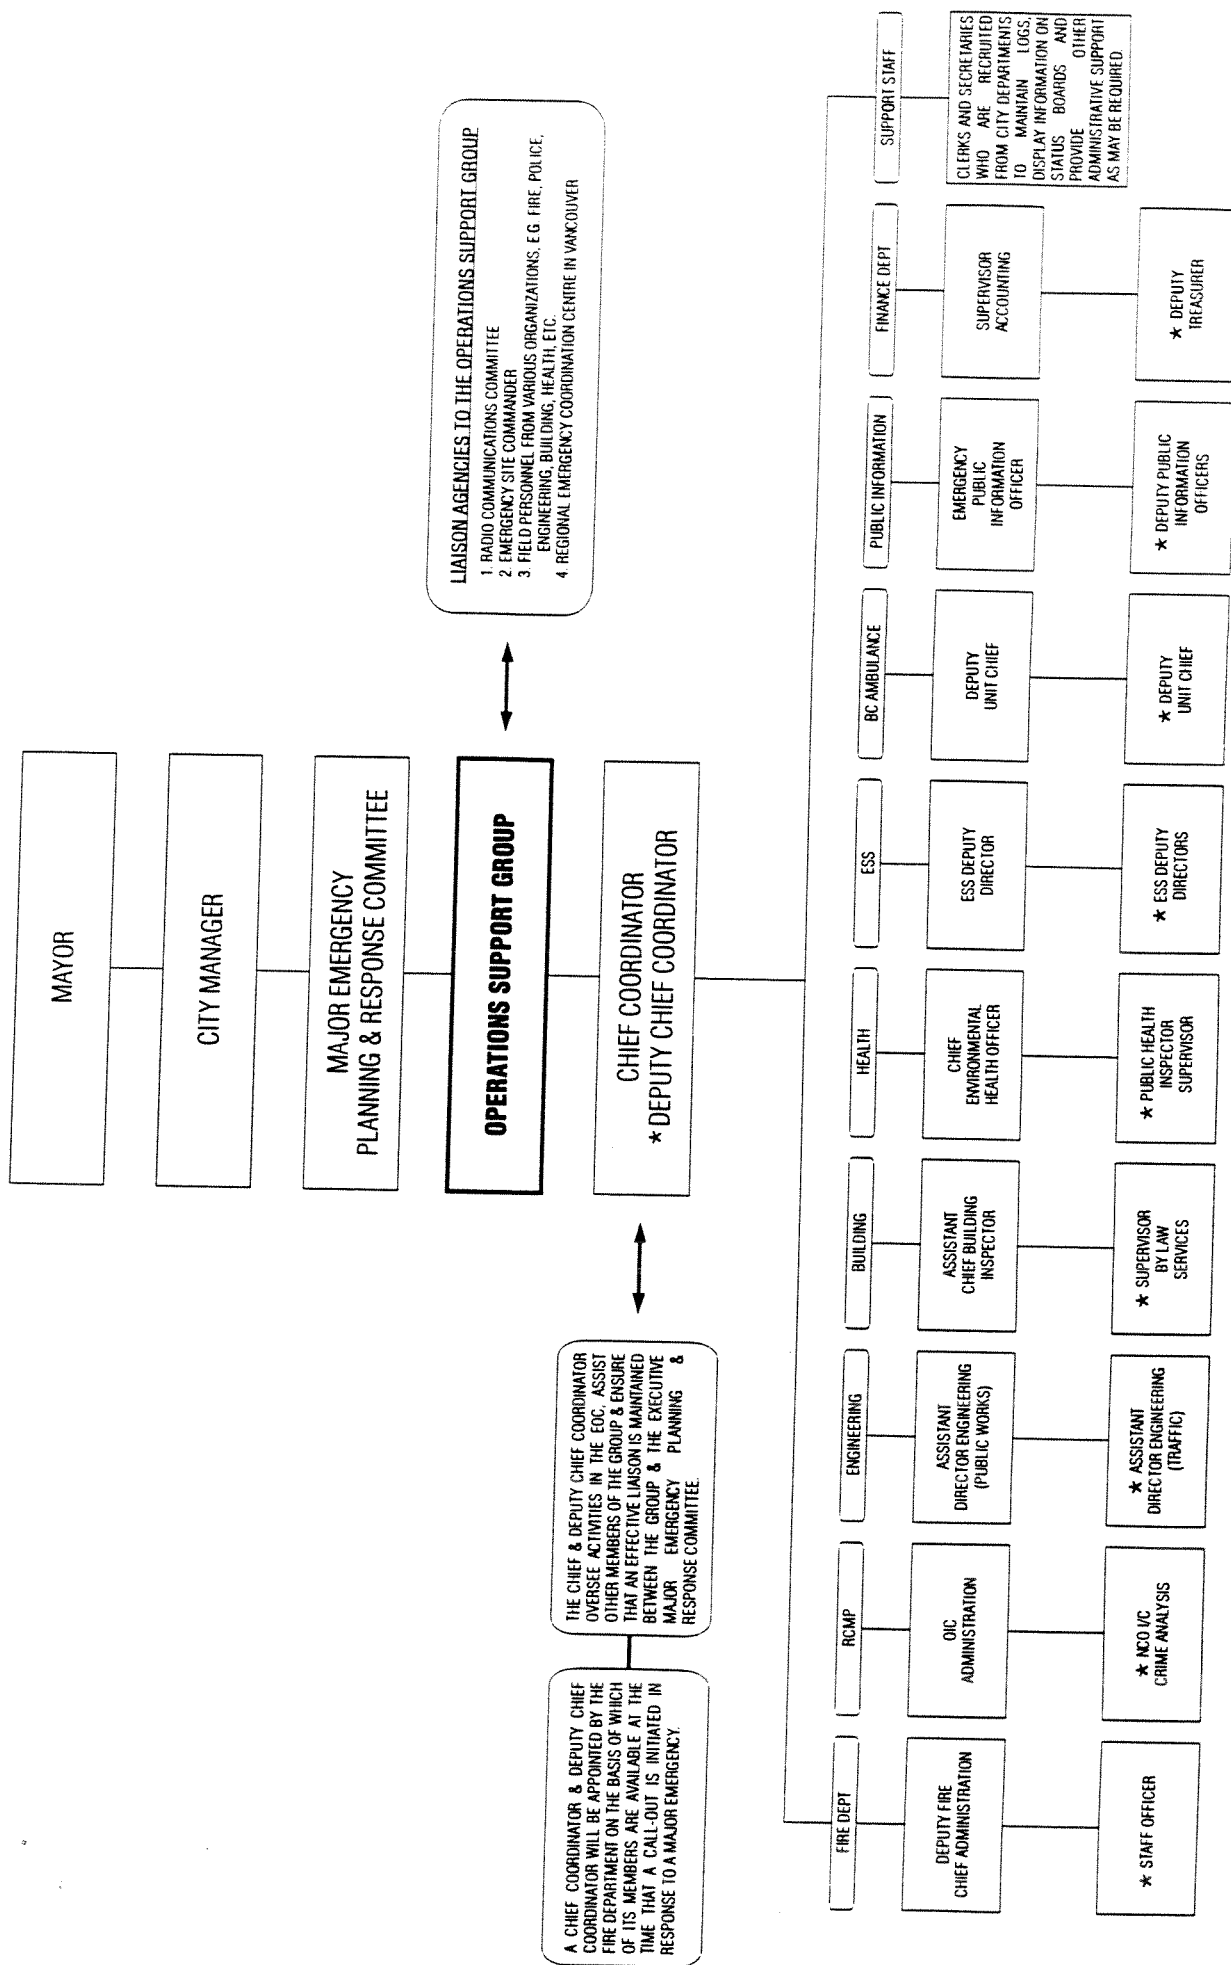 MAYOR
CITY MANAGER
MAJOR EMERGENCY
PLANNING & RESPONSE COMMITTEE
OPERATIONS SUPPORT GROUP
LIAISON AGENCIES TO THE OPERATIONS SUPPORT GROUP
1. RADIO COMMUNICATIONS COMMITTEE
2. EMERGENCY SITE COMMANDER
3. FIELD PERSONNEL FROM VARIOUS ORGANIZATIONS, E.G. FIRE, POLICE,
ENGINEERING, BUILDING, HEALTH, ETC.
4. REGIONAL EMERGENCY COORDINATION CENTRE IN VANCOUVER
CHIEF COORDINATOR
★DEPUTY CHIEF COORDINATOR
A CHIEF COORDINATOR & DEPUTY CHIEF
COORDINATOR WILL BE APPOINTED BY THE
FIRE DEPARTMENT ON THE BASIS OF WHICH
OF ITS MEMBERS ARE AVAILABLE AT THE
TIME THAT A CALL-OUT IS INITIATED IN
RESPONSE TO A MAJOR EMERGENCY.
THE CHIEF & DEPUTY CHIEF COORDINATOR
OVERSEE ACTIVITIES IN THE EOC, ASSIST
OTHER MEMBERS OF THE GROUP & ENSURE
THAT AN EFFECTIVE LIAISON IS MAINTAINED
BETWEEN THE GROUP & THE EXECUTIVE
MAJOR EMERGENCY PLANNING &
RESPONSE COMMITTEE.
FIRE DEPT
DEPUTY FIRE
CHIEF ADMINISTRATION
★ STAFF OFFICER
RCMP
OIC
ADMINISTRATION
★ NCO I/C
CRIME ANALYSIS
ENGINEERING
ASSISTANT
DIRECTOR ENGINEERING
(PUBLIC WORKS)
★ ASSISTANT
DIRECTOR ENGINEERING
(TRAFFIC)
BUILDING
ASSISTANT
CHIEF BUILDING
INSPECTOR
★ SUPERVISOR
BY LAW
SERVICES
HEALTH
CHIEF
ENVIRONMENTAL
HEALTH OFFICER
★ PUBLIC HEALTH
INSPECTOR
SUPERVISOR
ESS
ESS DEPUTY
DIRECTOR
★ ESS DEPUTY
DIRECTORS
BC AMBULANCE
DEPUTY
UNIT CHIEF
★ DEPUTY
UNIT CHIEF
PUBLIC INFORMATION
EMERGENCY
PUBLIC
INFORMATION
OFFICER
★ DEPUTY PUBLIC
INFORMATION
OFFICERS
FINANCE DEPT
SUPERVISOR
ACCOUNTING
★ DEPUTY
TREASURER
SUPPORT STAFF
CLERKS AND SECRETARIES
WHO ARE RECRUITED
FROM CITY DEPARTMENTS
TO MAINTAIN LOGS,
DISPLAY INFORMATION ON
STATUS BOARDS AND
PROVIDE OTHER
ADMINISTRATIVE SUPPORT
AS MAY BE REQUIRED.